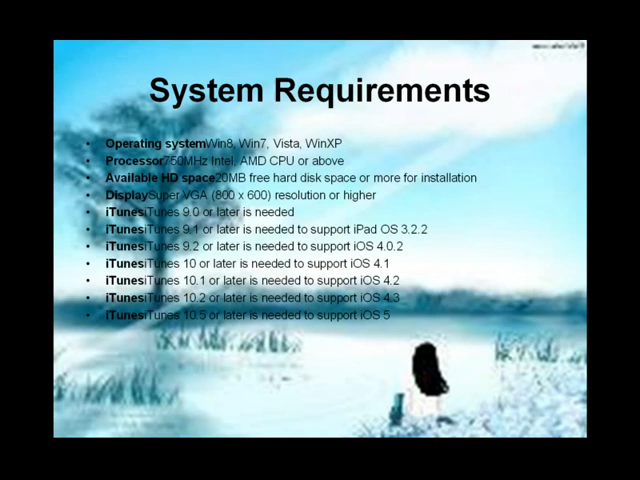 System Requirements
• Operating systemWin8, Win7, Vista, WinXP
• Processor750MHz Intel, AMD CPU or above
• Available HD space20MB free hard disk space or more for installation
• DisplaySuper VGA (800 x 600) resolution or higher
• iTunesiTunes 9.0 or later is needed
• iTunesiTunes 9.1 or later is needed to support iPad OS 3.2.2
• iTunesiTunes 9.2 or later is needed to support iOS 4.0.2
• iTunesiTunes 10 or later is needed to support iOS 4.1
• iTunesiTunes 10.1 or later is needed to support iOS 4.2
• iTunesiTunes 10.2 or later is needed to support iOS 4.3
• iTunesiTunes 10.5 or later is needed to support iOS 5